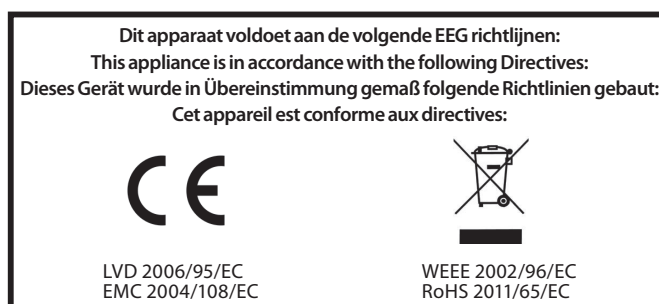 Dit apparaat voldoet aan de volgende EEG richtlijnen:
This appliance is in accordance with the following Directives:
Dieses Gerät wurde in Übereinstimmung gemaß folgende Richtlinien gebaut:
Cet appareil est conforme aux directives:
CE
LVD 2006/95/EC
EMC 2004/108/EC
WEEE 2002/96/EC
RoHS 2011/65/EC